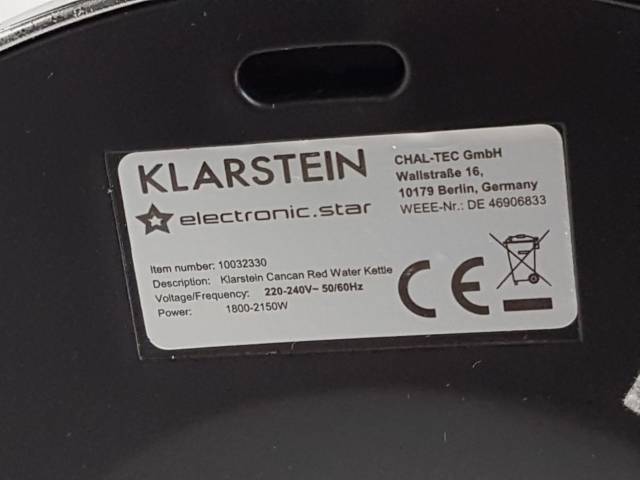 KLARSTEIN
electronic.star
CHAL-TEC GmbH
Wallstraße 16,
10179 Berlin, Germany
WEEE-Nr.: DE 46906833
Item number: 10032330
Description: Klarstein Cancan Red Water Kettle
Voltage/Frequency: 220-240V~ 50/60Hz
Power: 1800-2150W
CE